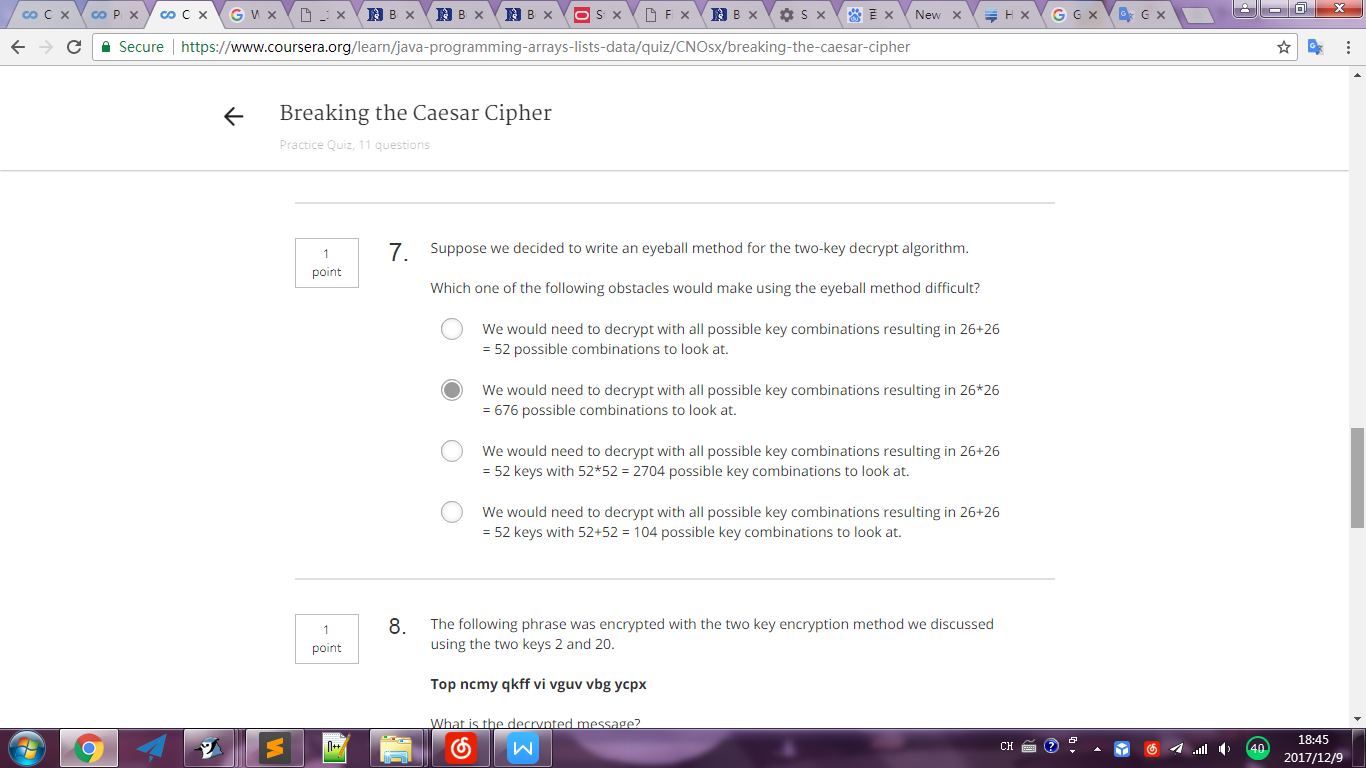 C
P
C
W
_
B
B
B
S
F
B
S
E
New
H
G
G
Secure
https://www.coursera.org/learn/java-programming-arrays-lists-data/quiz/CNOsx/breaking-the-caesar-cipher
Breaking the Caesar Cipher
Practice Quiz, 11 questions
1
point
7.
Suppose we decided to write an eyeball method for the two-key decrypt algorithm.
Which one of the following obstacles would make using the eyeball method difficult?
We would need to decrypt with all possible key combinations resulting in 26+26
= 52 possible combinations to look at.
We would need to decrypt with all possible key combinations resulting in 26*26
= 676 possible combinations to look at.
We would need to decrypt with all possible key combinations resulting in 26+26
= 52 keys with 52*52 = 2704 possible key combinations to look at.
We would need to decrypt with all possible key combinations resulting in 26+26
= 52 keys with 52+52 = 104 possible key combinations to look at.
1
point
8.
The following phrase was encrypted with the two key encryption method we discussed
using the two keys 2 and 20.
Top ncmy qkff vi vguv vbg ycpx
What is the decrypted message?
CH
40
18:45
2017/12/9